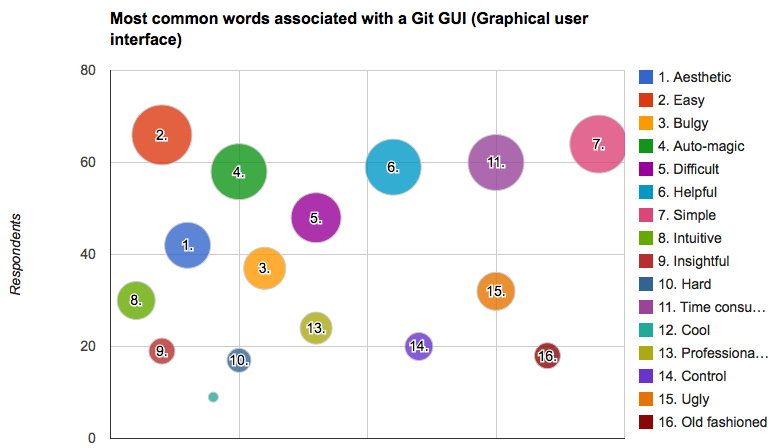 Most common words associated with a Git GUI (Graphical user
interface)
80
60
40
20
0
Respondents
2.
7.
4.
6.
11.
5.
1.
3.
8.
15.
13.
9.
10.
14.
16.
1. Aesthetic
2. Easy
3. Bulgy
4. Auto-magic
5. Difficult
6. Helpful
7. Simple
8. Intuitive
9. Insightful
10. Hard
11. Time consu…
12. Cool
13. Professiona…
14. Control
15. Ugly
16. Old fashioned